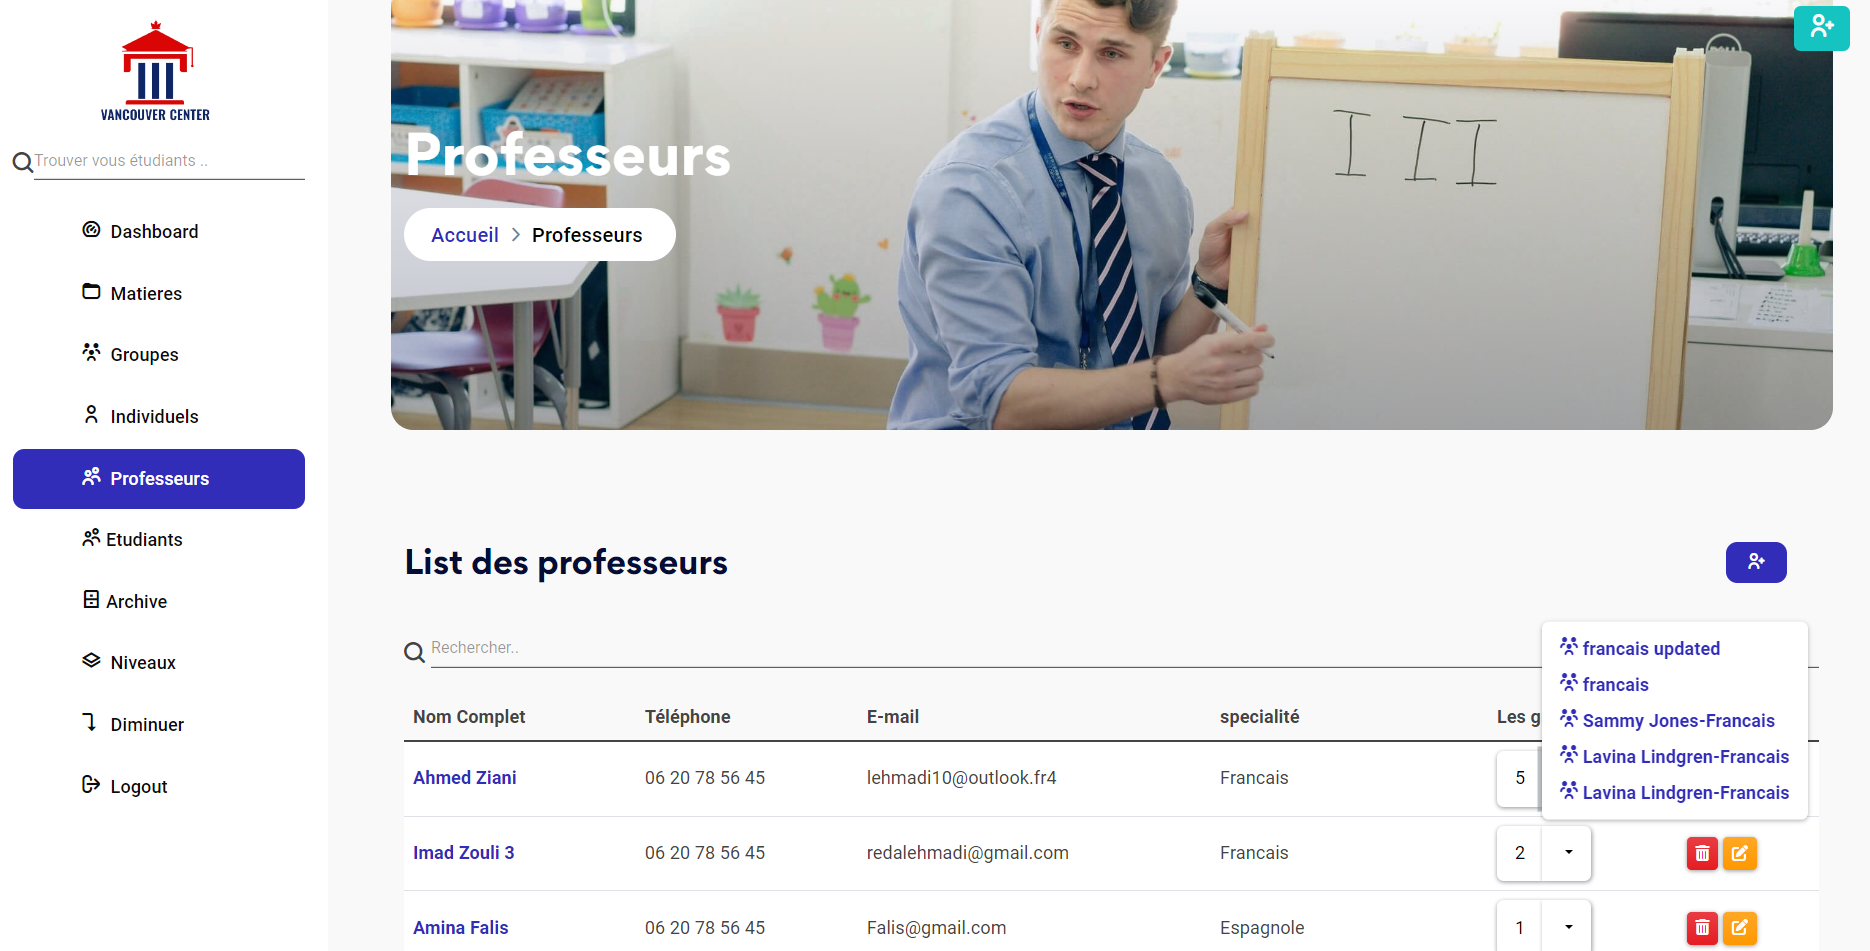 VANCOUVER CENTER
Trouver vous étudiants ..
Dashboard
Matieres
Groupes
Individuels
Professeurs
Etudiants
Archive
Niveaux
Diminuer
Logout
Professeurs
Accueil > Professeurs
III
List des professeurs
Rechercher..
francais updated
francais
Sammy Jones-Francais
Lavina Lindgren-Francais
Lavina Lindgren-Francais
Nom Complet Téléphone E-mail specialité Les g
Ahmed Ziani 06 20 78 56 45 lehmadi10@outlook.fr4 Francais 5
Imad Zouli 3 06 20 78 56 45 redalehmadi@gmail.com Francais 2
Amina Falis 06 20 78 56 45 Falis@gmail.com Espagnole 1